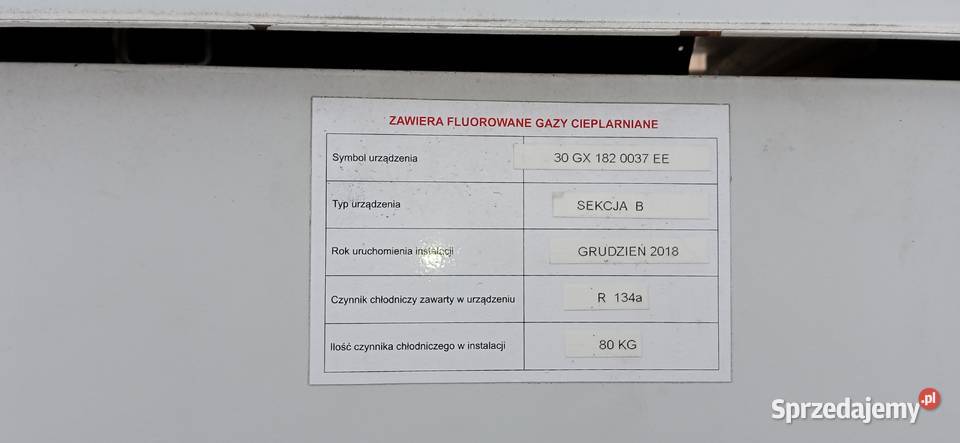 ZAWIERA FLUOROWANE GAZY CIEPLARNIANE
Symbol urządzenia 30 GX 182 0037 EE
Typ urządzenia SEKCJA B
Rok uruchomienia instalacji GRUDZIEŃ 2018
Czynnik chłodniczy zawarty w urządzeniu R 134a
Ilość czynnika chłodniczego w instalacji 80 KG
Sprzedajemy.pl